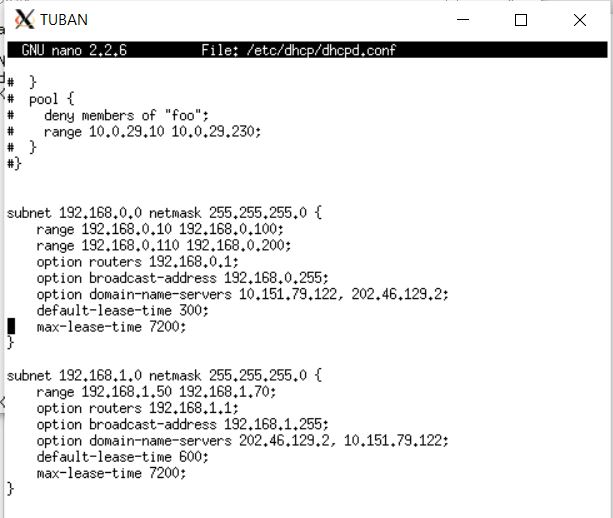 TUBAN
GNU nano 2.2.6 File: /etc/dhcp/dhcpd.conf
#  }
#  pool {
#    deny members of "foo";
#    range 10.0.29.10 10.0.29.230;
#  }
#}
subnet 192.168.0.0 netmask 255.255.255.0 {
    range 192.168.0.10 192.168.0.100;
    range 192.168.0.110 192.168.0.200;
    option routers 192.168.0.1;
    option broadcast-address 192.168.0.255;
    option domain-name-servers 10.151.79.122, 202.46.129.2;
    default-lease-time 300;
    max-lease-time 7200;
}
subnet 192.168.1.0 netmask 255.255.255.0 {
    range 192.168.1.50 192.168.1.70;
    option routers 192.168.1.1;
    option broadcast-address 192.168.1.255;
    option domain-name-servers 202.46.129.2, 10.151.79.122;
    default-lease-time 600;
    max-lease-time 7200;
}